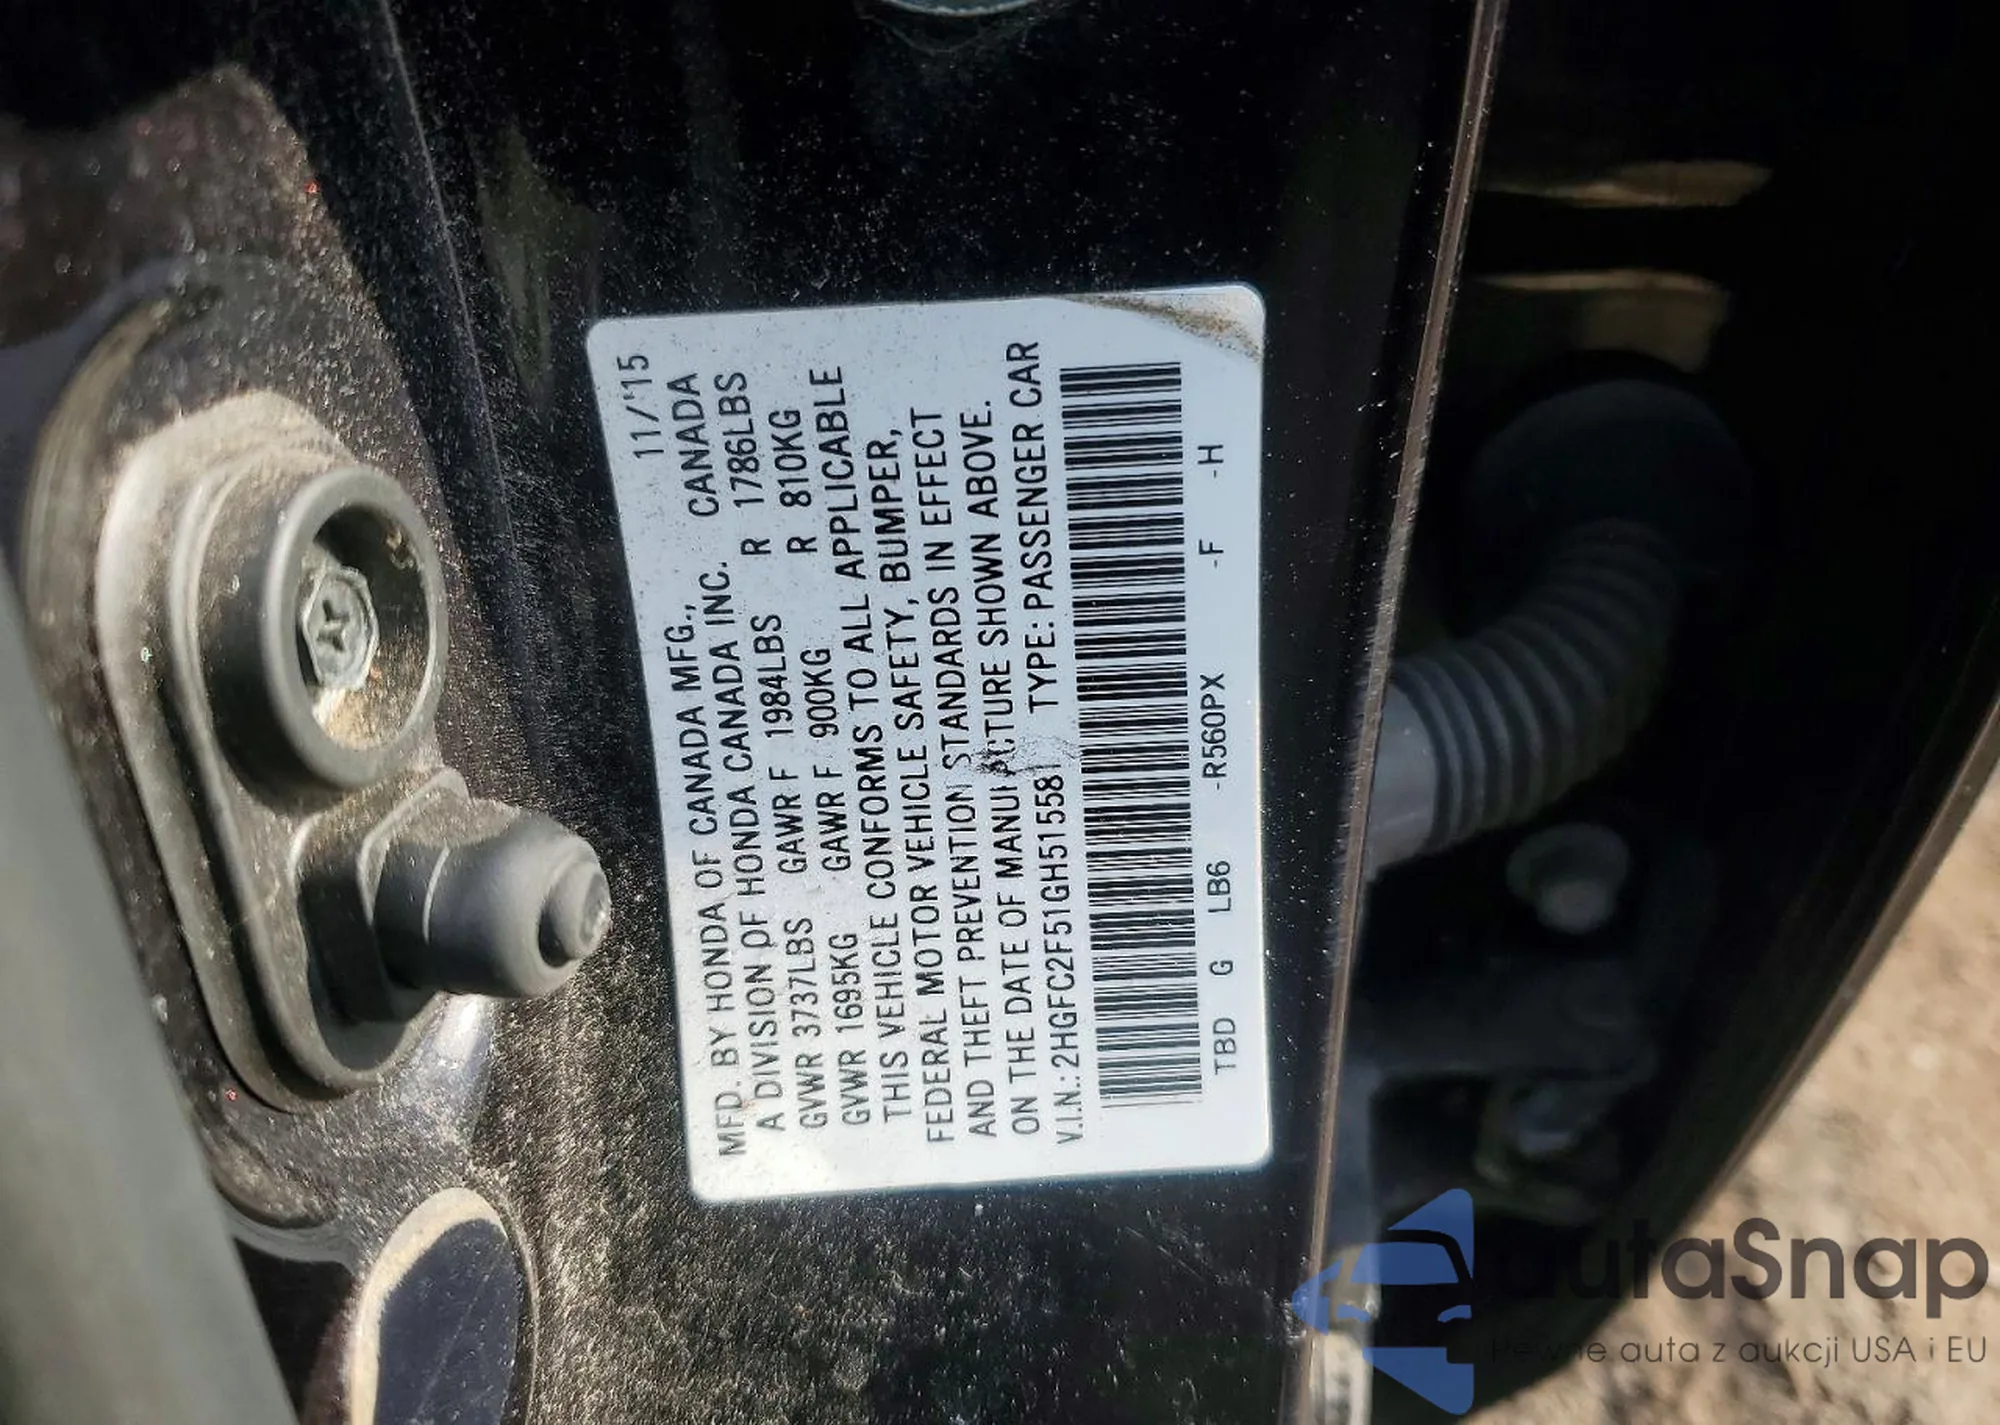 11/'15
MFD. BY HONDA OF CANADA MFG., CANADA
A DIVISION OF HONDA CANADA INC.
GVWR 3737LBS GAWR F 1984LBS R 1786LBS
GVWR 1695KG GAWR F 900KG R 810KG
THIS VEHICLE CONFORMS TO ALL APPLICABLE
FEDERAL MOTOR VEHICLE SAFETY, BUMPER,
AND THEFT PREVENTION STANDARDS IN EFFECT
ON THE DATE OF MANUFACTURE SHOWN ABOVE.
V.I.N.: 2HGFC2F51GH515581 TYPE: PASSENGER CAR
TBD G LB6 -R560PX -F -H
autaSnap
Pewne auta z aukcji USA i EU